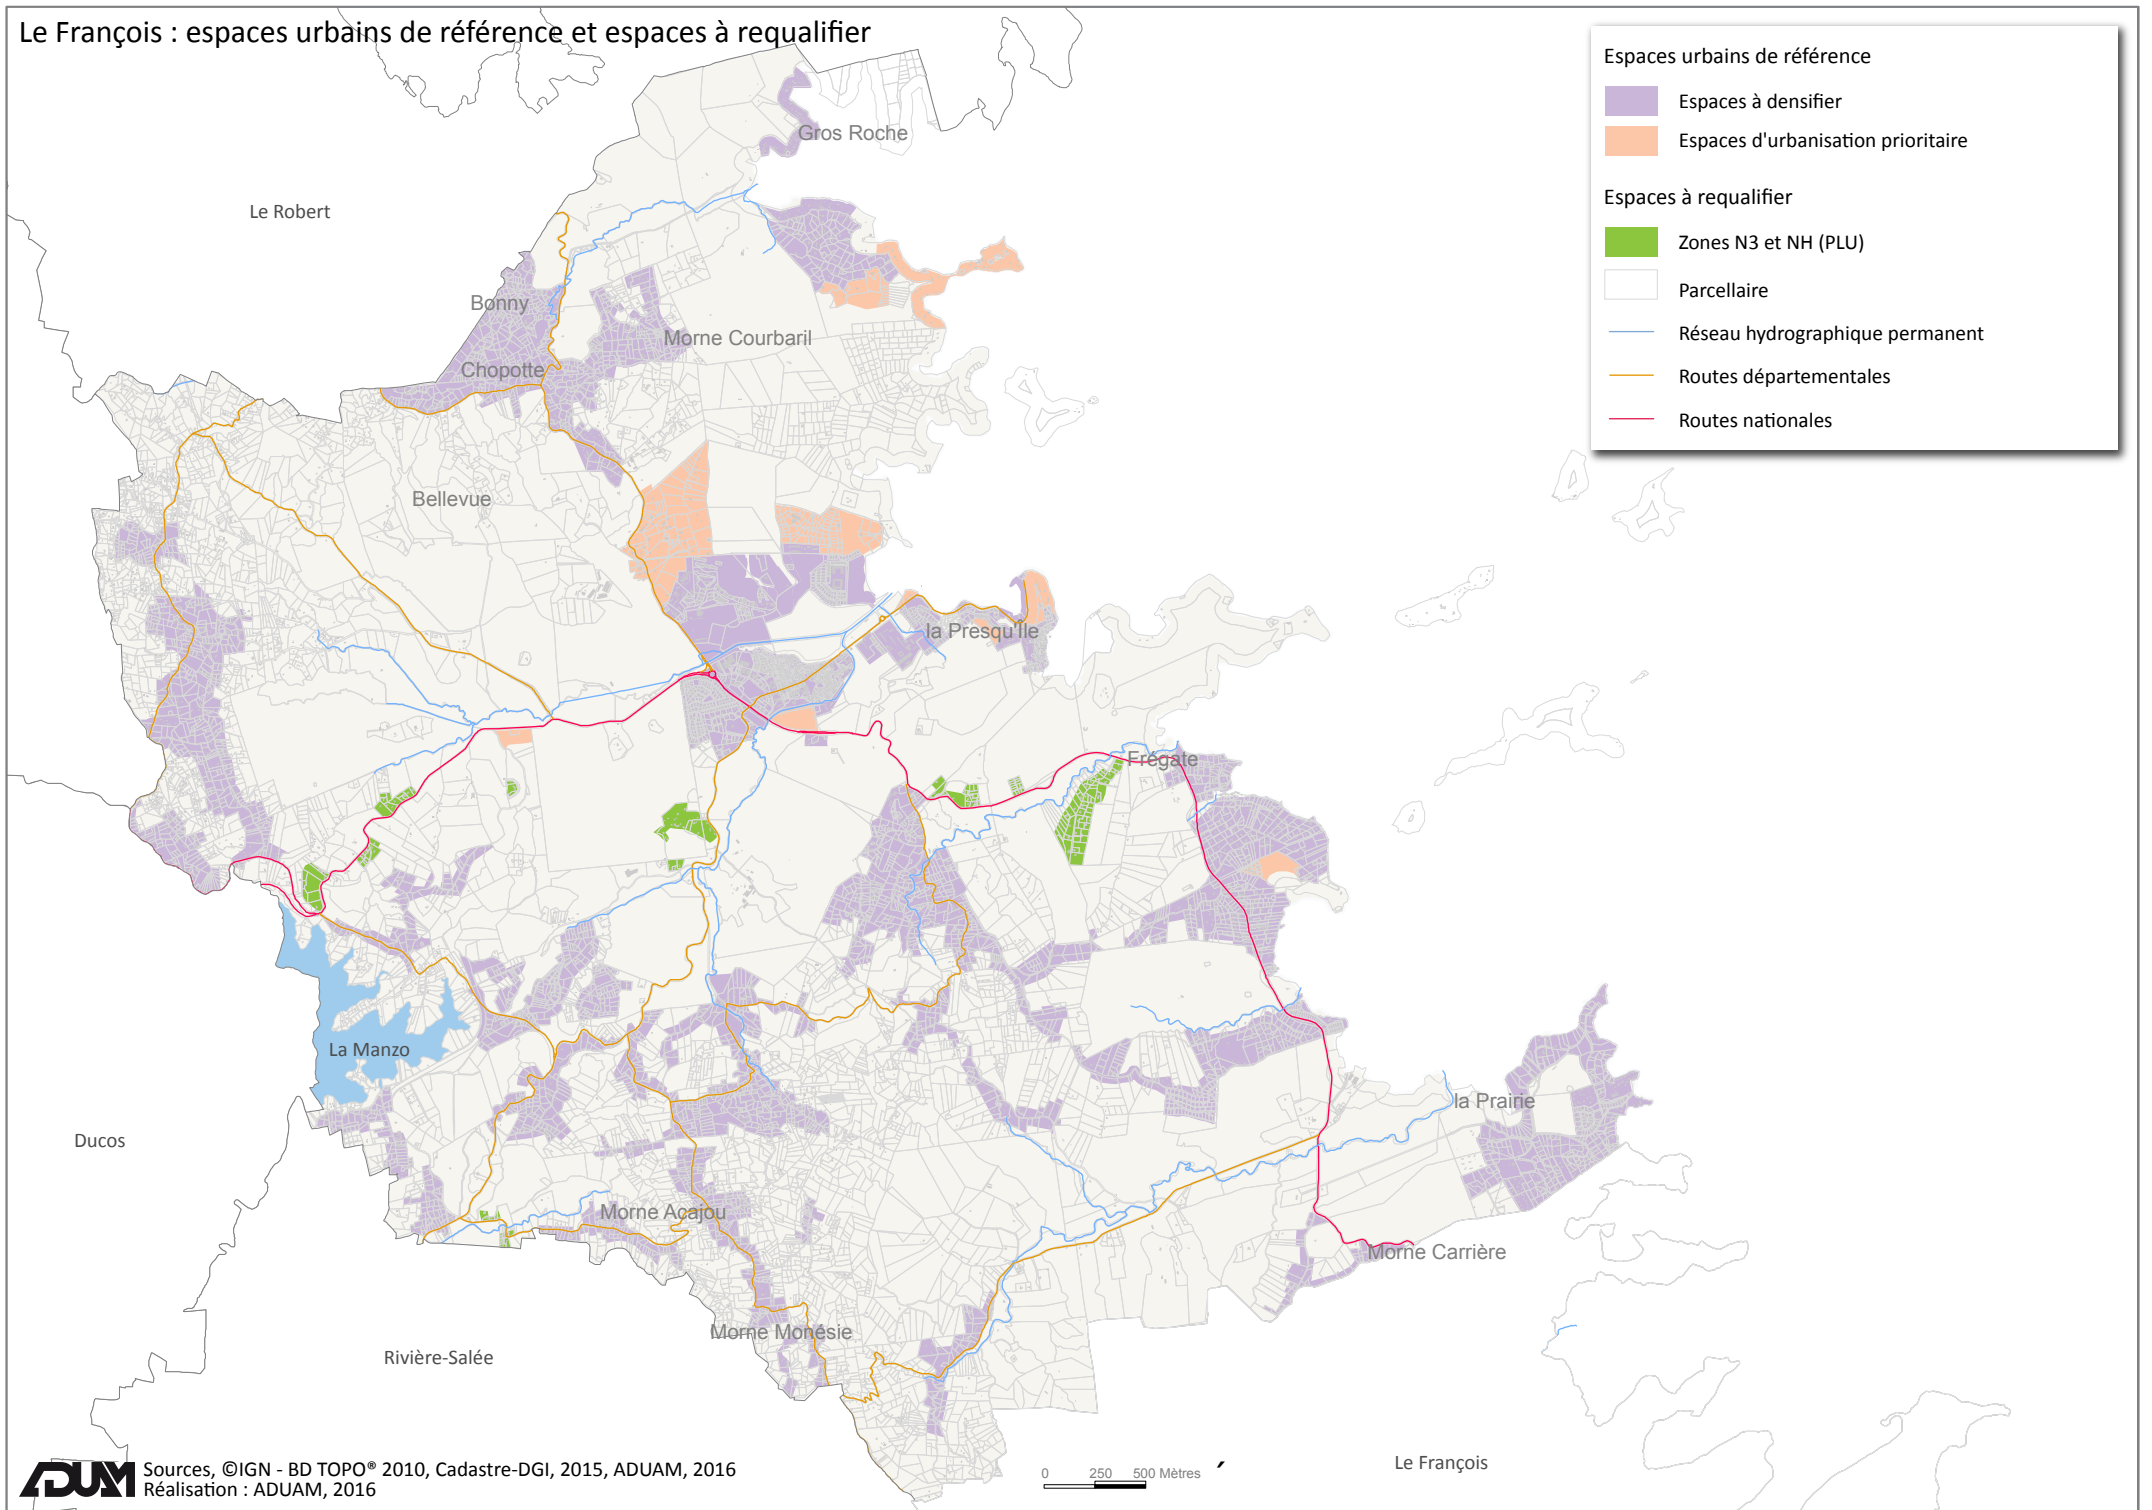 Le François : espaces urbains de référence et espaces à requalifier
Espaces urbains de référence
Espaces à densifier
Espaces d'urbanisation prioritaire
Espaces à requalifier
Zones N3 et NH (PLU)
Parcellaire
Réseau hydrographique permanent
Routes départementales
Routes nationales
Gros Roche
Le Robert
Bonny
Morne Courbaril
Chopotte
Bellevue
la Presqu'Ile
Frégate
La Manzo
la Prairie
Ducos
Morne Acajou
Morne Carrière
Morne Monésie
Rivière-Salée
Le François
ADUAM
Sources, ©IGN - BD TOPO® 2010, Cadastre-DGI, 2015, ADUAM, 2016
Réalisation : ADUAM, 2016
0 250 500 Mètres